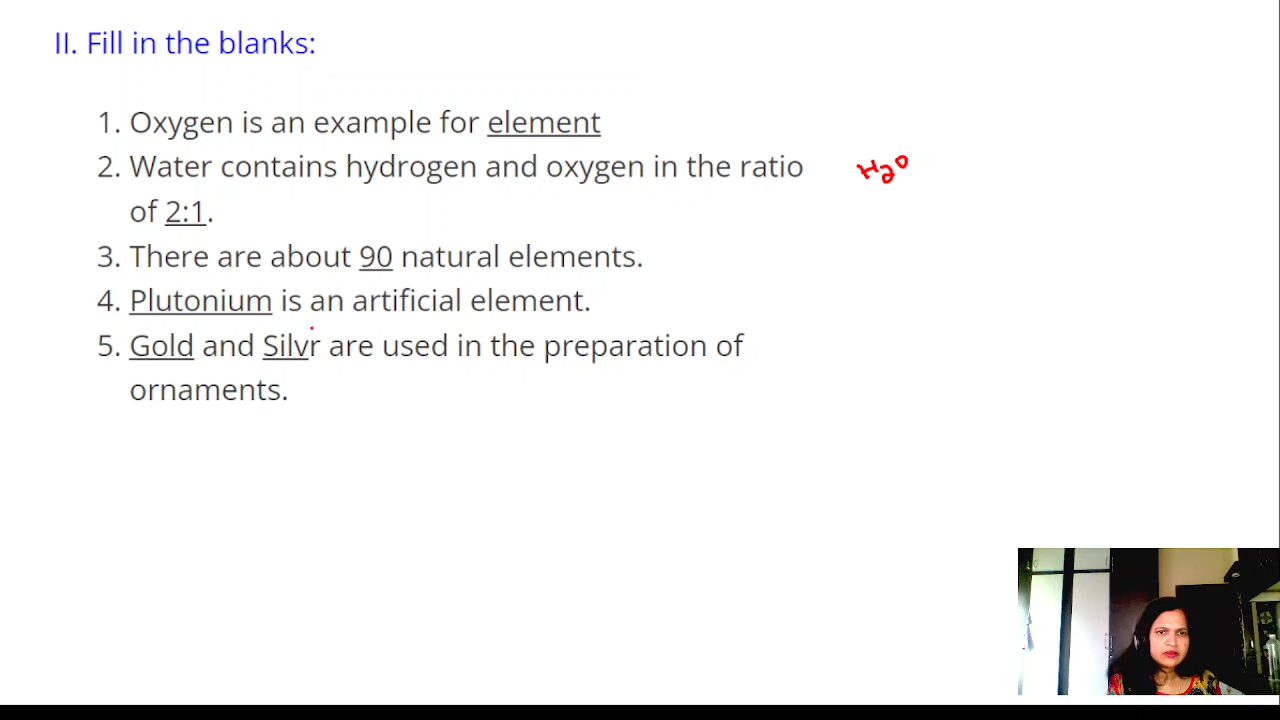 II. Fill in the blanks:
1. Oxygen is an example for element
2. Water contains hydrogen and oxygen in the ratio
of 2:1.
H2O
3. There are about 90 natural elements.
4. Plutonium is an artificial element.
5. Gold and Silvr are used in the preparation of
ornaments.